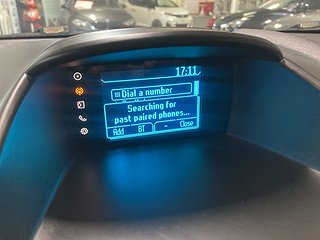 17:11
Dial a number
Searching for
past paired phones...
Add BT - Close